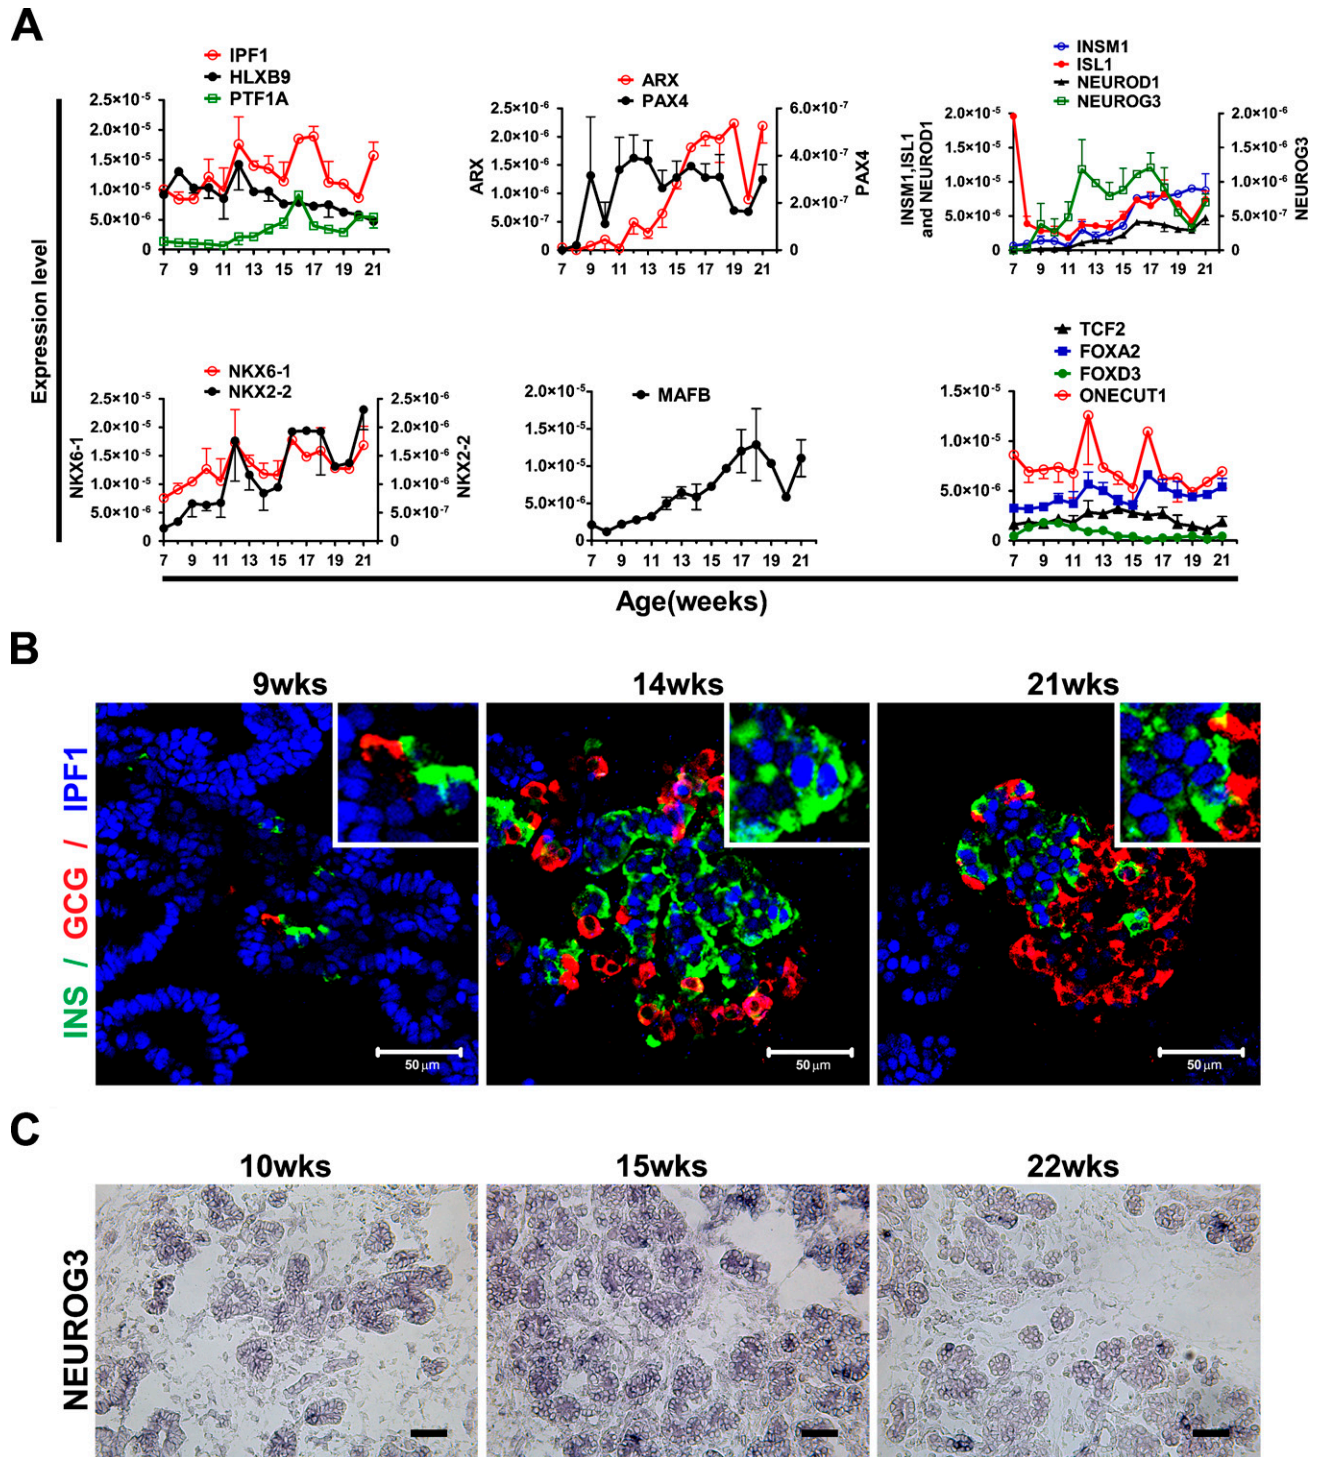 A
IPF1
HLXB9
PTF1A
2.5×10⁻⁵
2.0×10⁻⁵
1.5×10⁻⁵
1.0×10⁻⁵
5.0×10⁻⁶
0
7 9 11 13 15 17 19 21
ARX
PAX4
ARX
2.5×10⁻⁶
2.0×10⁻⁶
1.5×10⁻⁶
1.0×10⁻⁶
5.0×10⁻⁷
0
7 9 11 13 15 17 19 21
6.0×10⁻⁷
4.0×10⁻⁷
2.0×10⁻⁷
0
PAX4
INSM1
ISL1
NEUROD1
NEUROG3
INSM1,ISL1
and NEUROD1
2.0×10⁻⁵
1.5×10⁻⁵
1.0×10⁻⁵
5.0×10⁻⁶
0
7 9 11 13 15 17 19 21
2.0×10⁻⁶
1.5×10⁻⁶
1.0×10⁻⁶
5.0×10⁻⁷
0
NEUROG3
Expression level
NKX6-1
NKX2-2
NKX6-1
2.5×10⁻⁵
2.0×10⁻⁵
1.5×10⁻⁵
1.0×10⁻⁵
5.0×10⁻⁶
0
7 9 11 13 15 17 19 21
2.5×10⁻⁶
2.0×10⁻⁶
1.5×10⁻⁶
1.0×10⁻⁶
5.0×10⁻⁷
0
NKX2-2
MAFB
2.0×10⁻⁵
1.5×10⁻⁵
1.0×10⁻⁵
5.0×10⁻⁶
0
7 9 11 13 15 17 19 21
TCF2
FOXA2
FOXD3
ONECUT1
1.5×10⁻⁵
1.0×10⁻⁵
5.0×10⁻⁶
0
7 9 11 13 15 17 19 21
Age(weeks)
B
9wks 14wks 21wks
INS / GCG / IPF1
50 μm 50 μm 50 μm
C
10wks 15wks 22wks
NEUROG3